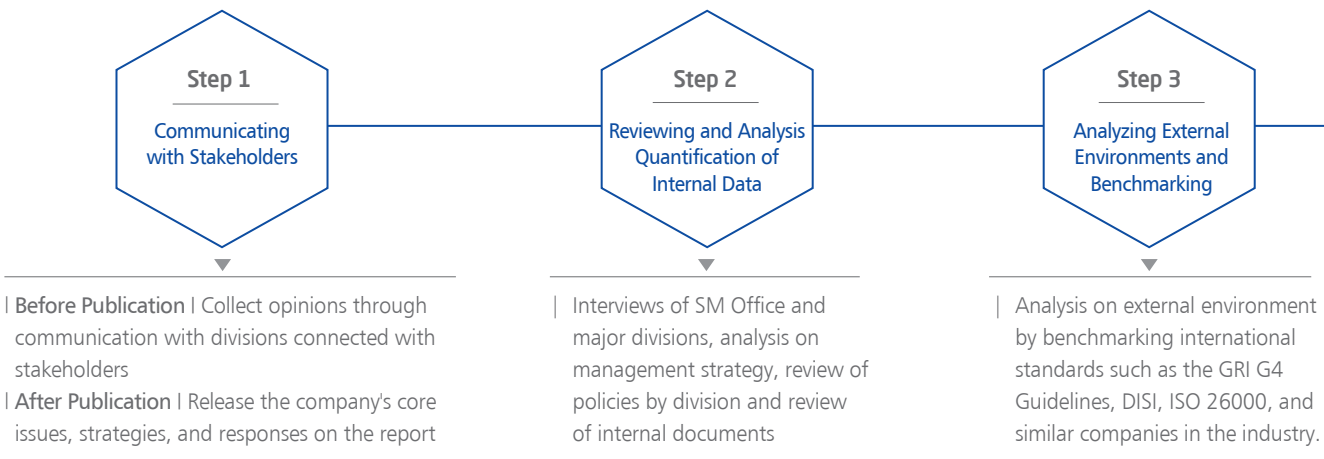 Step 1
Communicating
with Stakeholders
| Before Publication | Collect opinions through
communication with divisions connected with
stakeholders
| After Publication | Release the company's core
issues, strategies, and responses on the report
Step 2
Reviewing and Analysis
Quantification of
Internal Data
| Interviews of SM Office and
major divisions, analysis on
management strategy, review of
policies by division and review
of internal documents
Step 3
Analyzing External
Environments and
Benchmarking
| Analysis on external environment
by benchmarking international
standards such as the GRI G4
Guidelines, DISI, ISO 26000, and
similar companies in the industry.